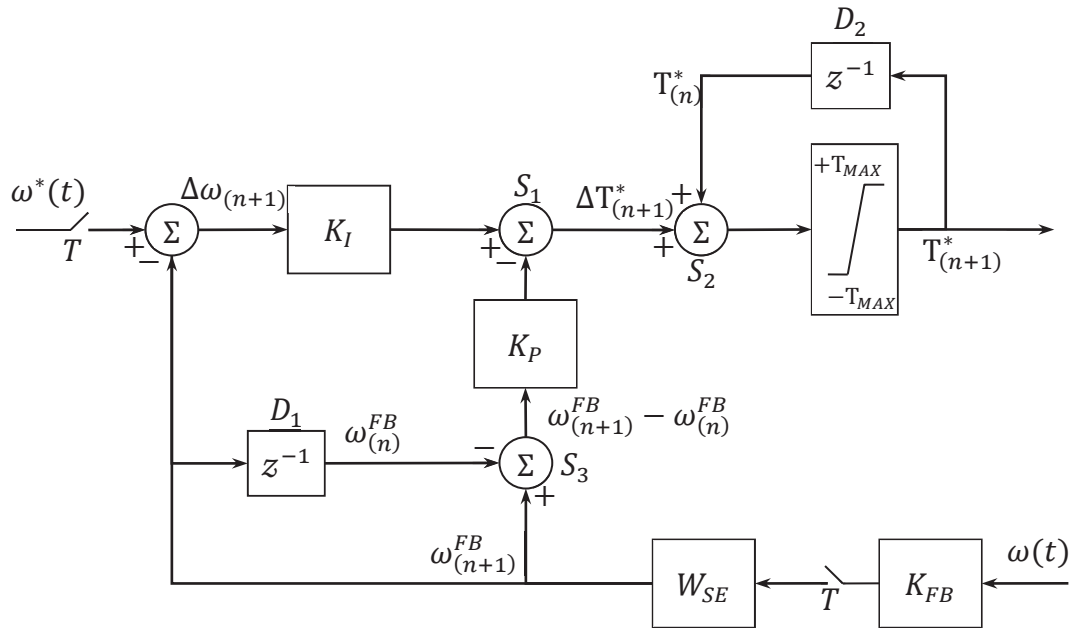 D₂
z⁻¹
T*₍ₙ₎
+T_MAX
−T_MAX
ω*(t)
T
+
−
Σ
Δω₍ₙ₊₁₎
K_I
S₁
+
−
Σ
ΔT*₍ₙ₊₁₎
+
+
Σ
S₂
T*₍ₙ₊₁₎
K_P
ω^FB₍ₙ₊₁₎ − ω^FB₍ₙ₎
D₁
z⁻¹
ω^FB₍ₙ₎
−
Σ
+
S₃
ω^FB₍ₙ₊₁₎
W_SE
T
K_FB
ω(t)